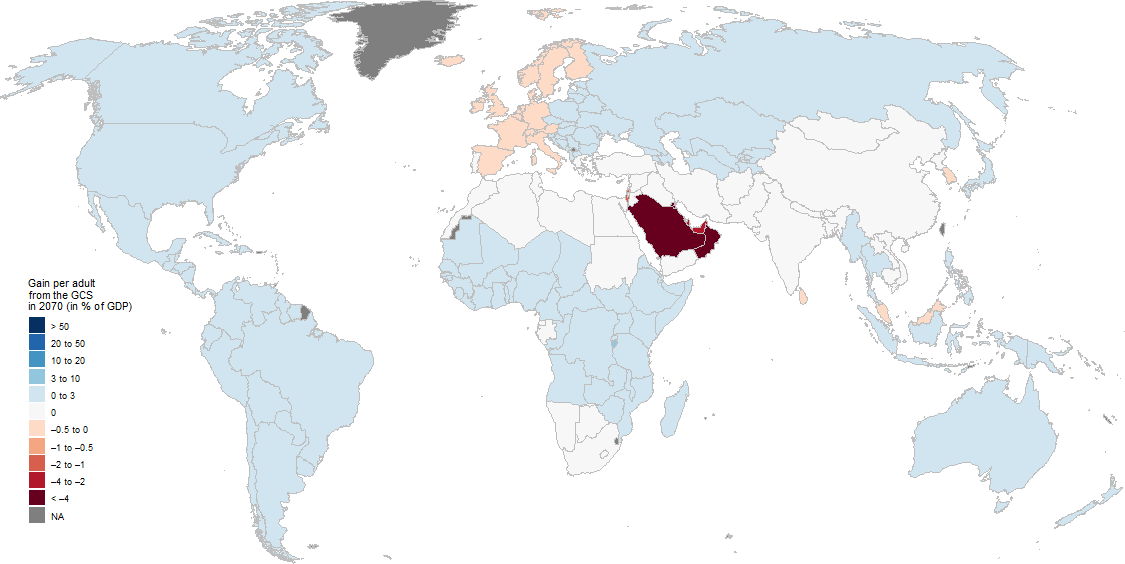 Gain per adult
from the GCS
in 2070 (in % of GDP)
> 50
20 to 50
10 to 20
3 to 10
0 to 3
0
–0.5 to 0
–1 to –0.5
–2 to –1
–4 to –2
< –4
NA